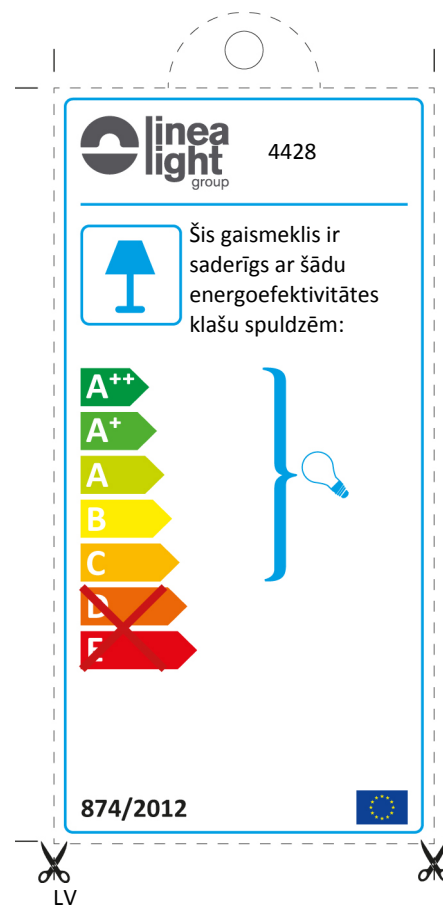 linea
light
group
4428
Šis gaismeklis ir
saderīgs ar šādu
energoefektivitātes
klašu spuldzēm:
A++
A+
A
B
C
D
E
874/2012
LV